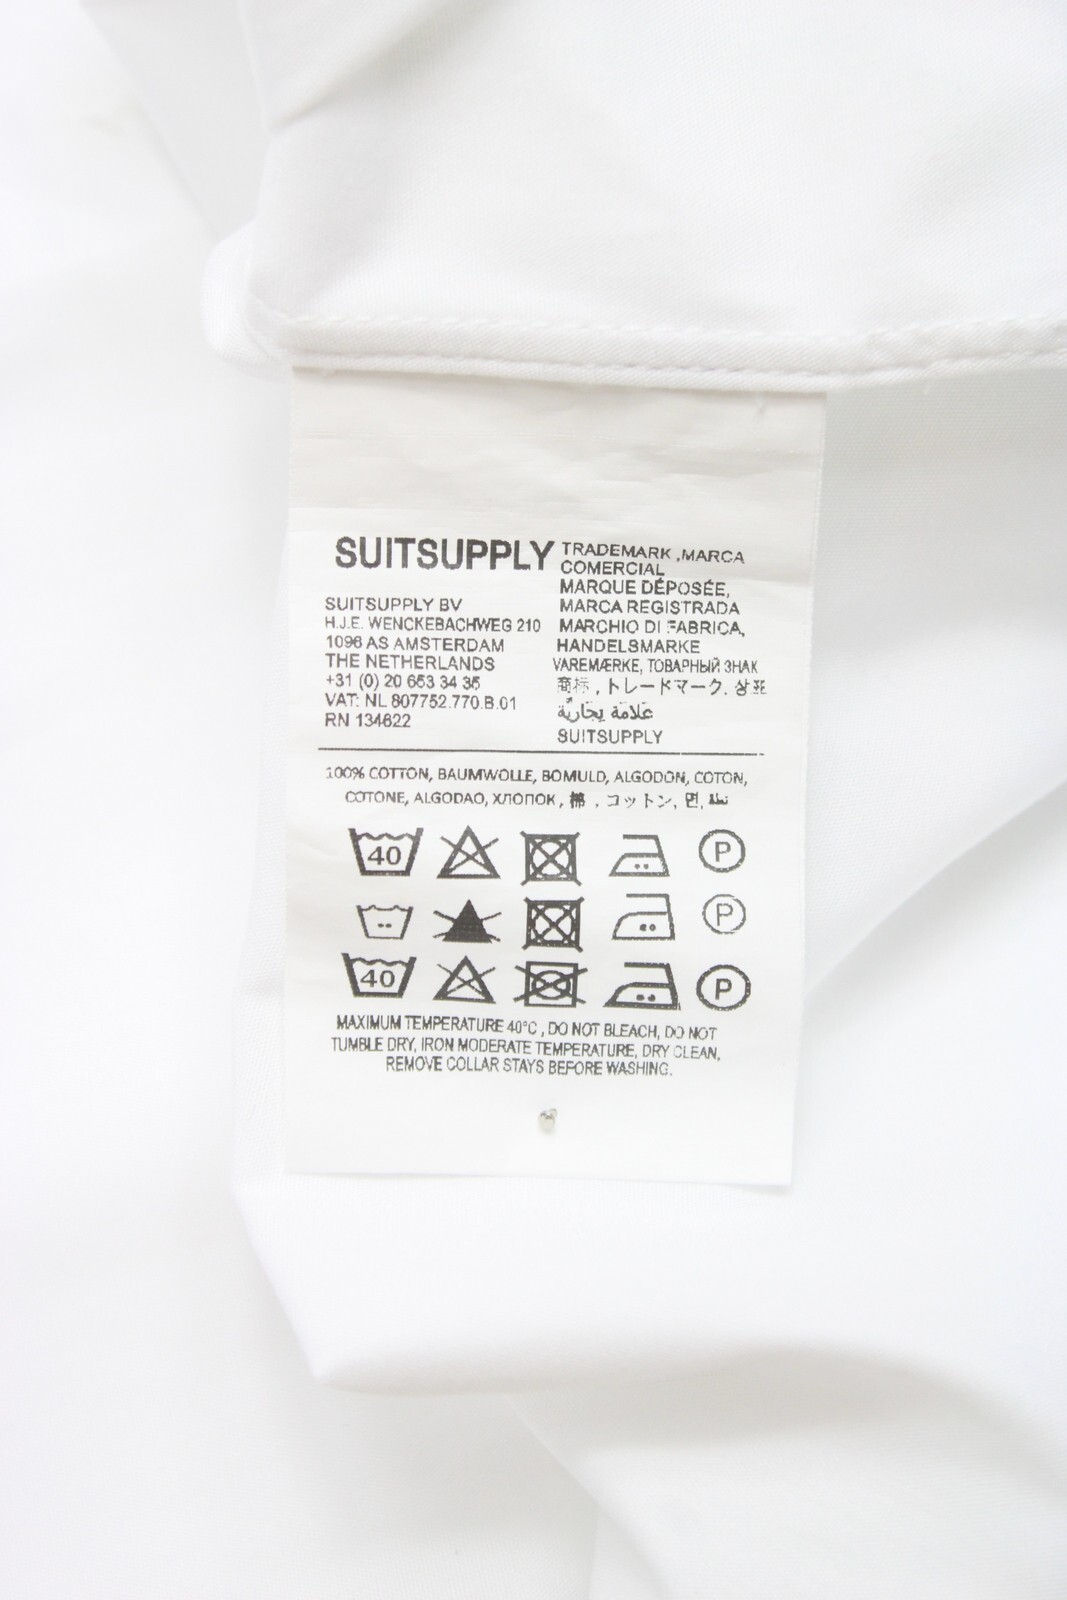 SUITSUPPLY
SUITSUPPLY BV
H.J.E. WENCKEBACHWEG 210
1096 AS AMSTERDAM
THE NETHERLANDS
+31 (0) 20 653 34 35
VAT: NL 807752.770.B.01
RN 134622
TRADEMARK ,MARCA
COMERCIAL
MARQUE DÉPOSÉE,
MARCA REGISTRADA
MARCHIO DI FABRICA,
HANDELSMARKE
VAREMÆRKE, ТОВАРНЫЙ ЗНАК
商标 , トレードマーク. 상표
علامة يجاريّة
SUITSUPPLY
100% COTTON, BAUMWOLLE, BOMULD, ALGODON, COTON,
COTONE, ALGODAO, ХЛОПОК , 棉 , コットン, 면,
40 P
P
40 P
MAXIMUM TEMPERATURE 40°C , DO NOT BLEACH, DO NOT
TUMBLE DRY, IRON MODERATE TEMPERATURE, DRY CLEAN,
REMOVE COLLAR STAYS BEFORE WASHING.